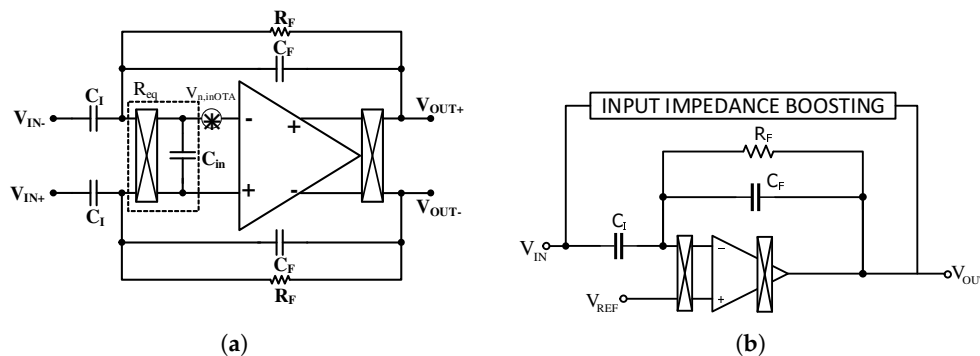 R_F
C_F
R_eq
V_n,inOTA
C_I
V_IN-
V_OUT+
-
+
C_in
V_IN+
+
-
V_OUT-
C_I
C_F
R_F
(a)
INPUT IMPEDANCE BOOSTING
R_F
C_F
C_I
V_IN
−
V_OU
V_REF
+
(b)